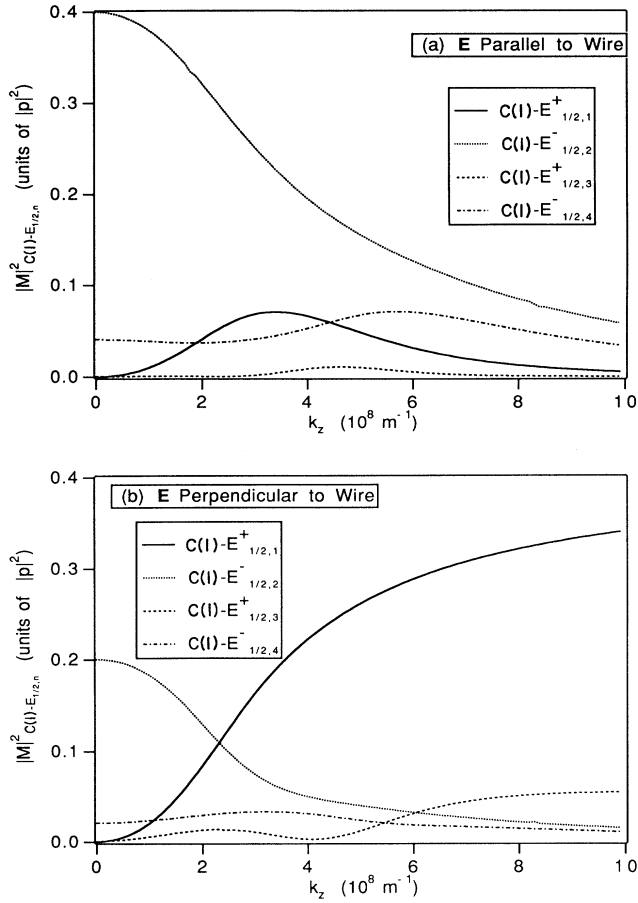 (a) E Parallel to Wire
0.4
0.3
0.2
0.1
0.0
|M|²C(l)-E1/2,n (units of |p|²)
C(l)-E⁺1/2,1
C(l)-E⁻1/2,2
C(l)-E⁺1/2,3
C(l)-E⁻1/2,4
0 2 4 6 8 10
kz (10⁸ m⁻¹)
(b) E Perpendicular to Wire
0.4
0.3
0.2
0.1
0.0
|M|²C(l)-E1/2,n (units of |p|²)
C(l)-E⁺1/2,1
C(l)-E⁻1/2,2
C(l)-E⁺1/2,3
C(l)-E⁻1/2,4
0 2 4 6 8 10
kz (10⁸ m⁻¹)